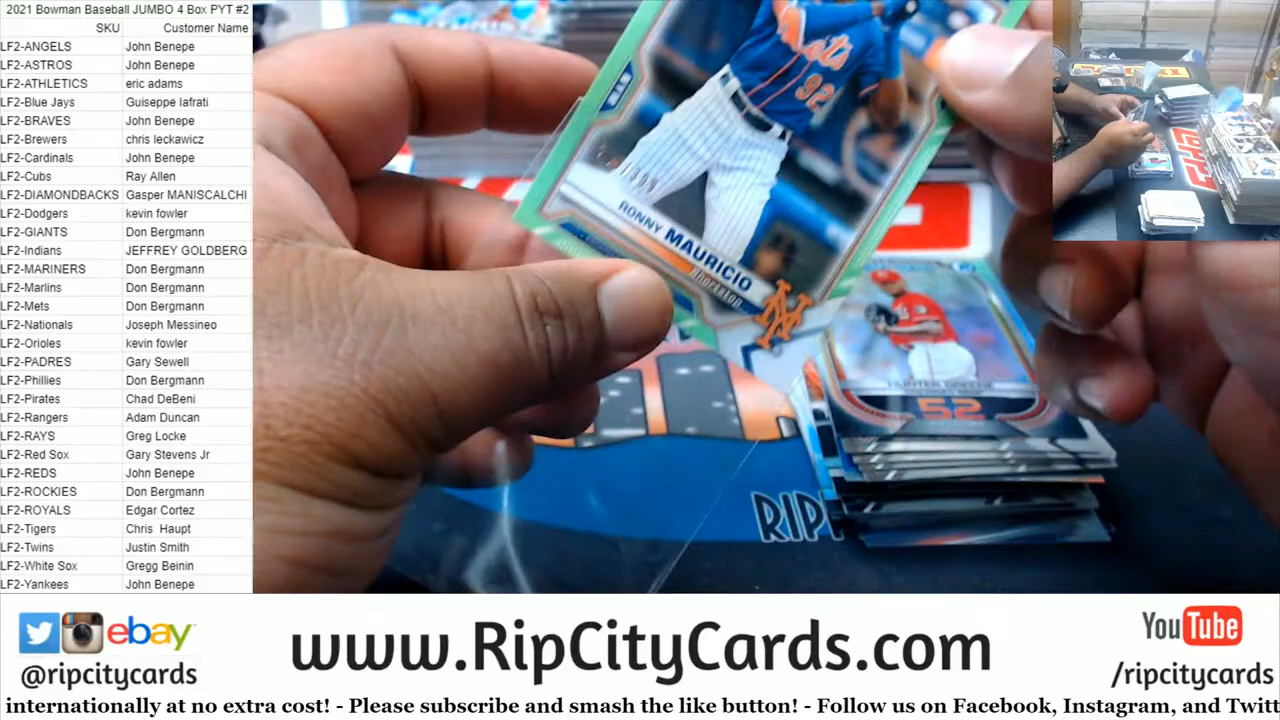 2021 Bowman Baseball JUMBO 4 Box PYT #2
SKU Customer Name
LF2-ANGELS John Benepe
LF2-ASTROS John Benepe
LF2-ATHLETICS eric adams
LF2-Blue Jays Guiseppe Iafrati
LF2-BRAVES John Benepe
LF2-Brewers chris leckawicz
LF2-Cardinals John Benepe
LF2-Cubs Ray Allen
LF2-DIAMONDBACKS Gasper MANISCALCHI
LF2-Dodgers kevin fowler
LF2-GIANTS Don Bergmann
LF2-Indians JEFFREY GOLDBERG
LF2-MARINERS Don Bergmann
LF2-Marlins Don Bergmann
LF2-Mets Don Bergmann
LF2-Nationals Joseph Messineo
LF2-Orioles kevin fowler
LF2-PADRES Gary Sewell
LF2-Phillies Don Bergmann
LF2-Pirates Chad DeBeni
LF2-Rangers Adam Duncan
LF2-RAYS Greg Locke
LF2-Red Sox Gary Stevens Jr
LF2-REDS John Benepe
LF2-ROCKIES Don Bergmann
LF2-ROYALS Edgar Cortez
LF2-Tigers Chris Haupt
LF2-Twins Justin Smith
LF2-White Sox Gregg Beinin
LF2-Yankees John Benepe
Mets
92
RONNY MAURICIO
Shortstop
HUNTER GREENE
52
RIP
ebay
@ripcitycards
www.RipCityCards.com
YouTube
/ripcitycards
internationally at no extra cost! - Please subscribe and smash the like button! - Follow us on Facebook, Instagram, and Twitt